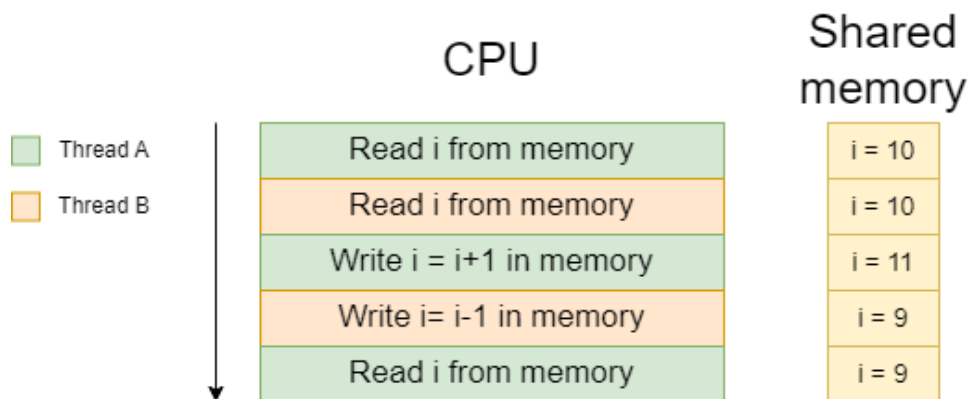 CPU
Shared
memory
Thread A
Thread B
Read i from memory
i = 10
Read i from memory
i = 10
Write i = i+1 in memory
i = 11
Write i= i-1 in memory
i = 9
Read i from memory
i = 9